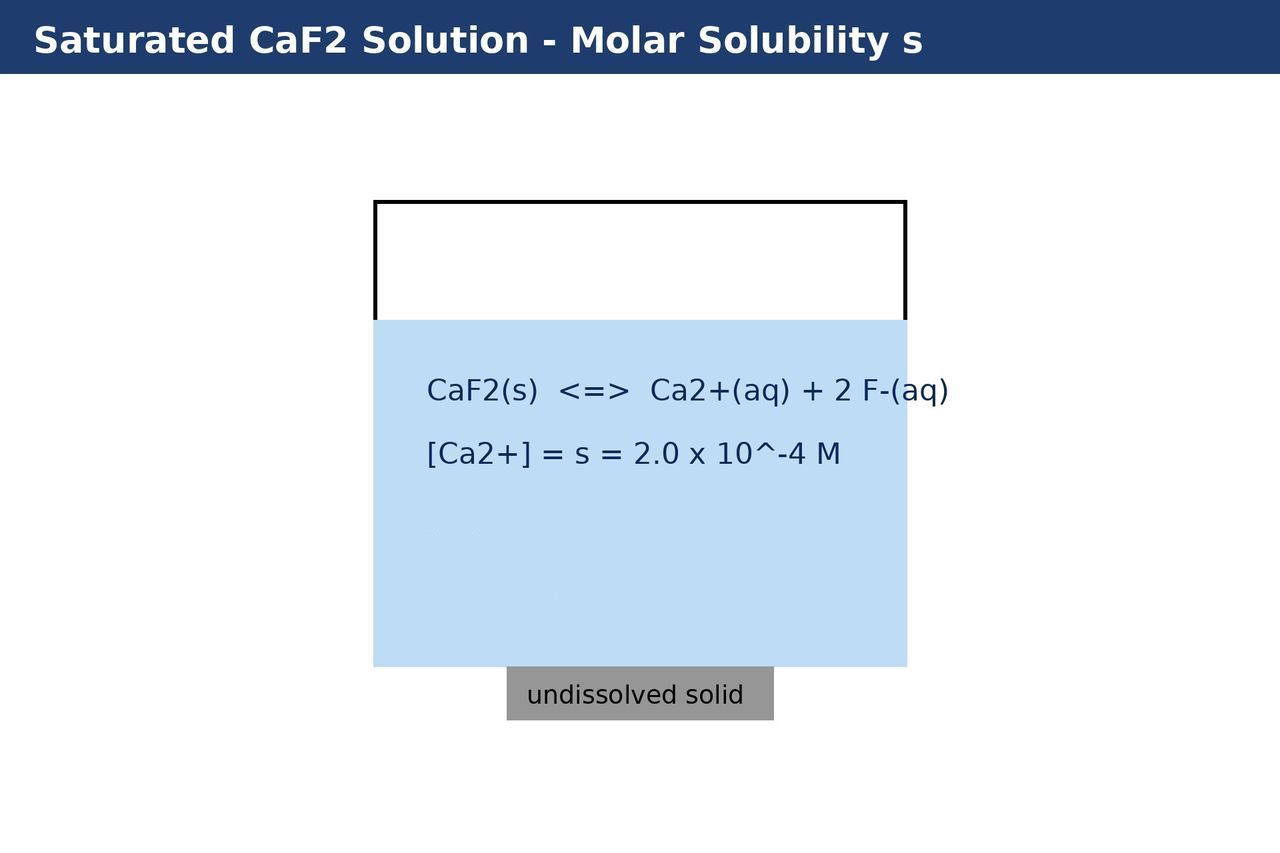 Saturated CaF2 Solution - Molar Solubility s
CaF2(s) <=> Ca2+(aq) + 2 F-(aq)
[Ca2+] = s = 2.0 x 10^-4 M
undissolved solid